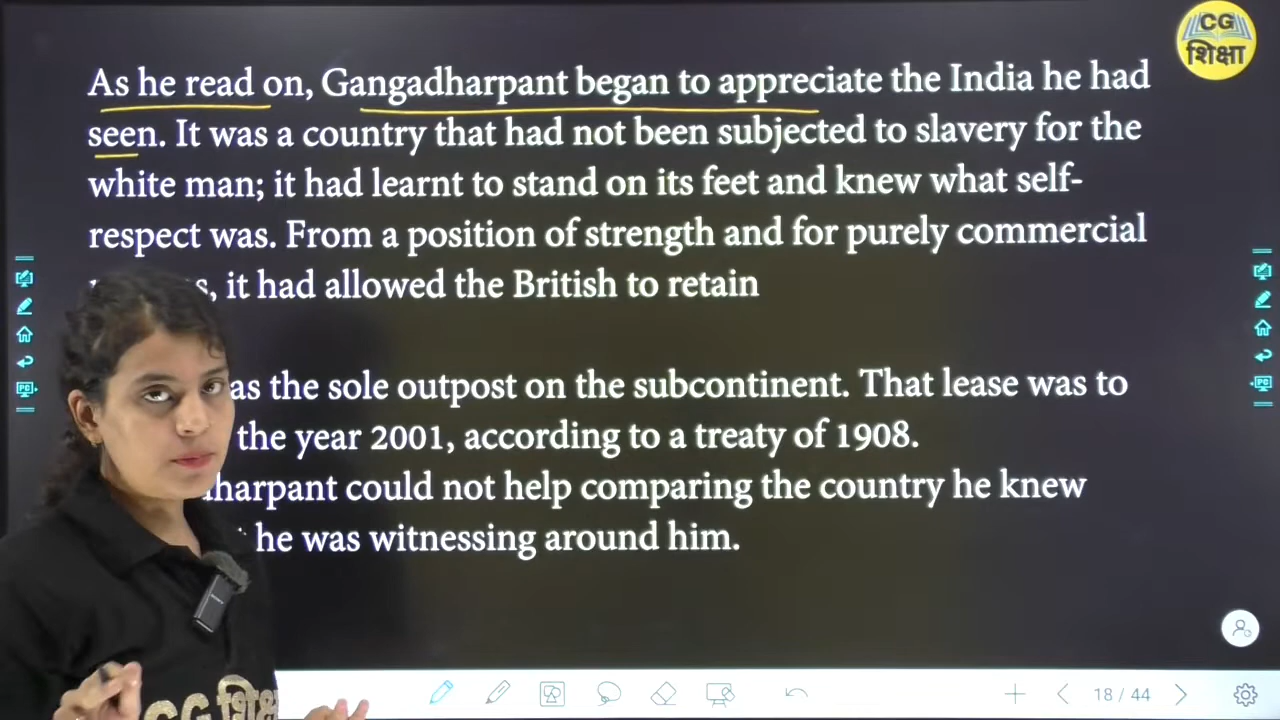 CG
शिक्षा
As he read on, Gangadharpant began to appreciate the India he had
seen. It was a country that had not been subjected to slavery for the
white man; it had learnt to stand on its feet and knew what self-
respect was. From a position of strength and for purely commercial
it had allowed the British to retain
as the sole outpost on the subcontinent. That lease was to
the year 2001, according to a treaty of 1908.
could not help comparing the country he knew
he was witnessing around him.
18 / 44
CG